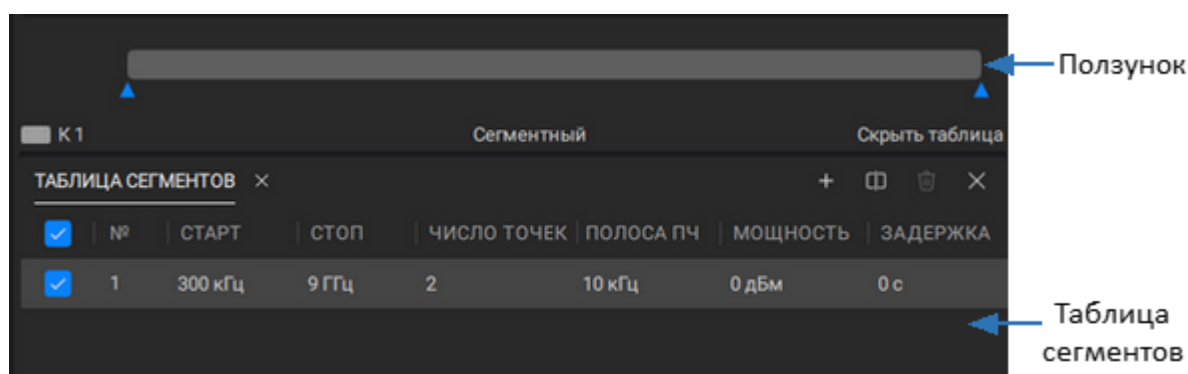 Ползунок
К 1 Сегментный Скрыть таблица
ТАБЛИЦА СЕГМЕНТОВ
№ СТАРТ СТОП ЧИСЛО ТОЧЕК ПОЛОСА ПЧ МОЩНОСТЬ ЗАДЕРЖКА
1 300 кГц 9 ГГц 2 10 кГц 0 дБм 0 с
Таблица
сегментов